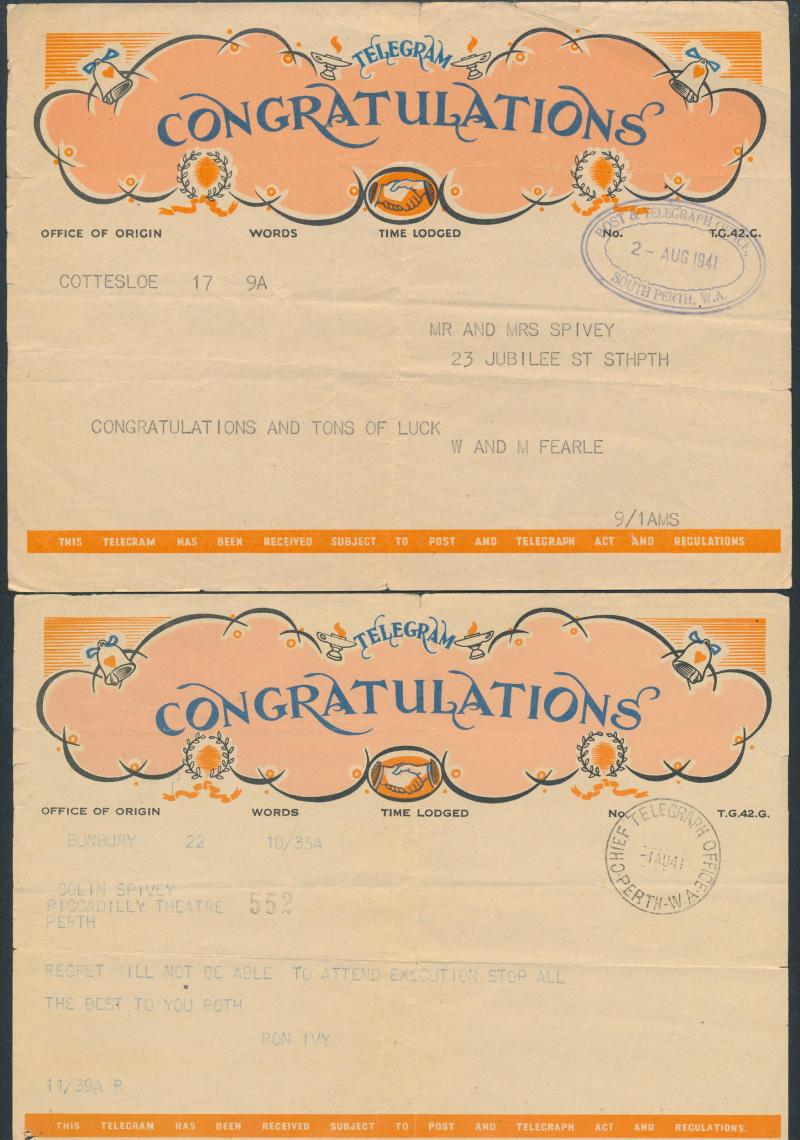 TELEGRAM
CONGRATULATIONS
OFFICE OF ORIGIN WORDS TIME LODGED No. T.G.42.G.
POST & TELEGRAPH OFFICE,
2 - AUG 1941
SOUTH PERTH, W.A.
COTTESLOE 17 9A
MR AND MRS SPIVEY
23 JUBILEE ST STHPTH
CONGRATULATIONS AND TONS OF LUCK
W AND M FEARLE
9/1AMS
THIS TELEGRAM HAS BEEN RECEIVED SUBJECT TO POST AND TELEGRAPH ACT AND REGULATIONS
TELEGRAM
CONGRATULATIONS
OFFICE OF ORIGIN WORDS TIME LODGED No. T.G.42.G.
CHIEF TELEGRAPH OFFICE
-1AU41
PERTH-W.A.
BUNBURY 22 10/35A
COLIN SPIVEY
PICCADILLY THEATRE 552
PERTH
REGRET WILL NOT BE ABLE TO ATTEND EXECUTION STOP ALL
THE BEST TO YOU BOTH
RON IVY
11/39A R
THIS TELEGRAM HAS BEEN RECEIVED SUBJECT TO POST AND TELEGRAPH ACT AND REGULATIONS.